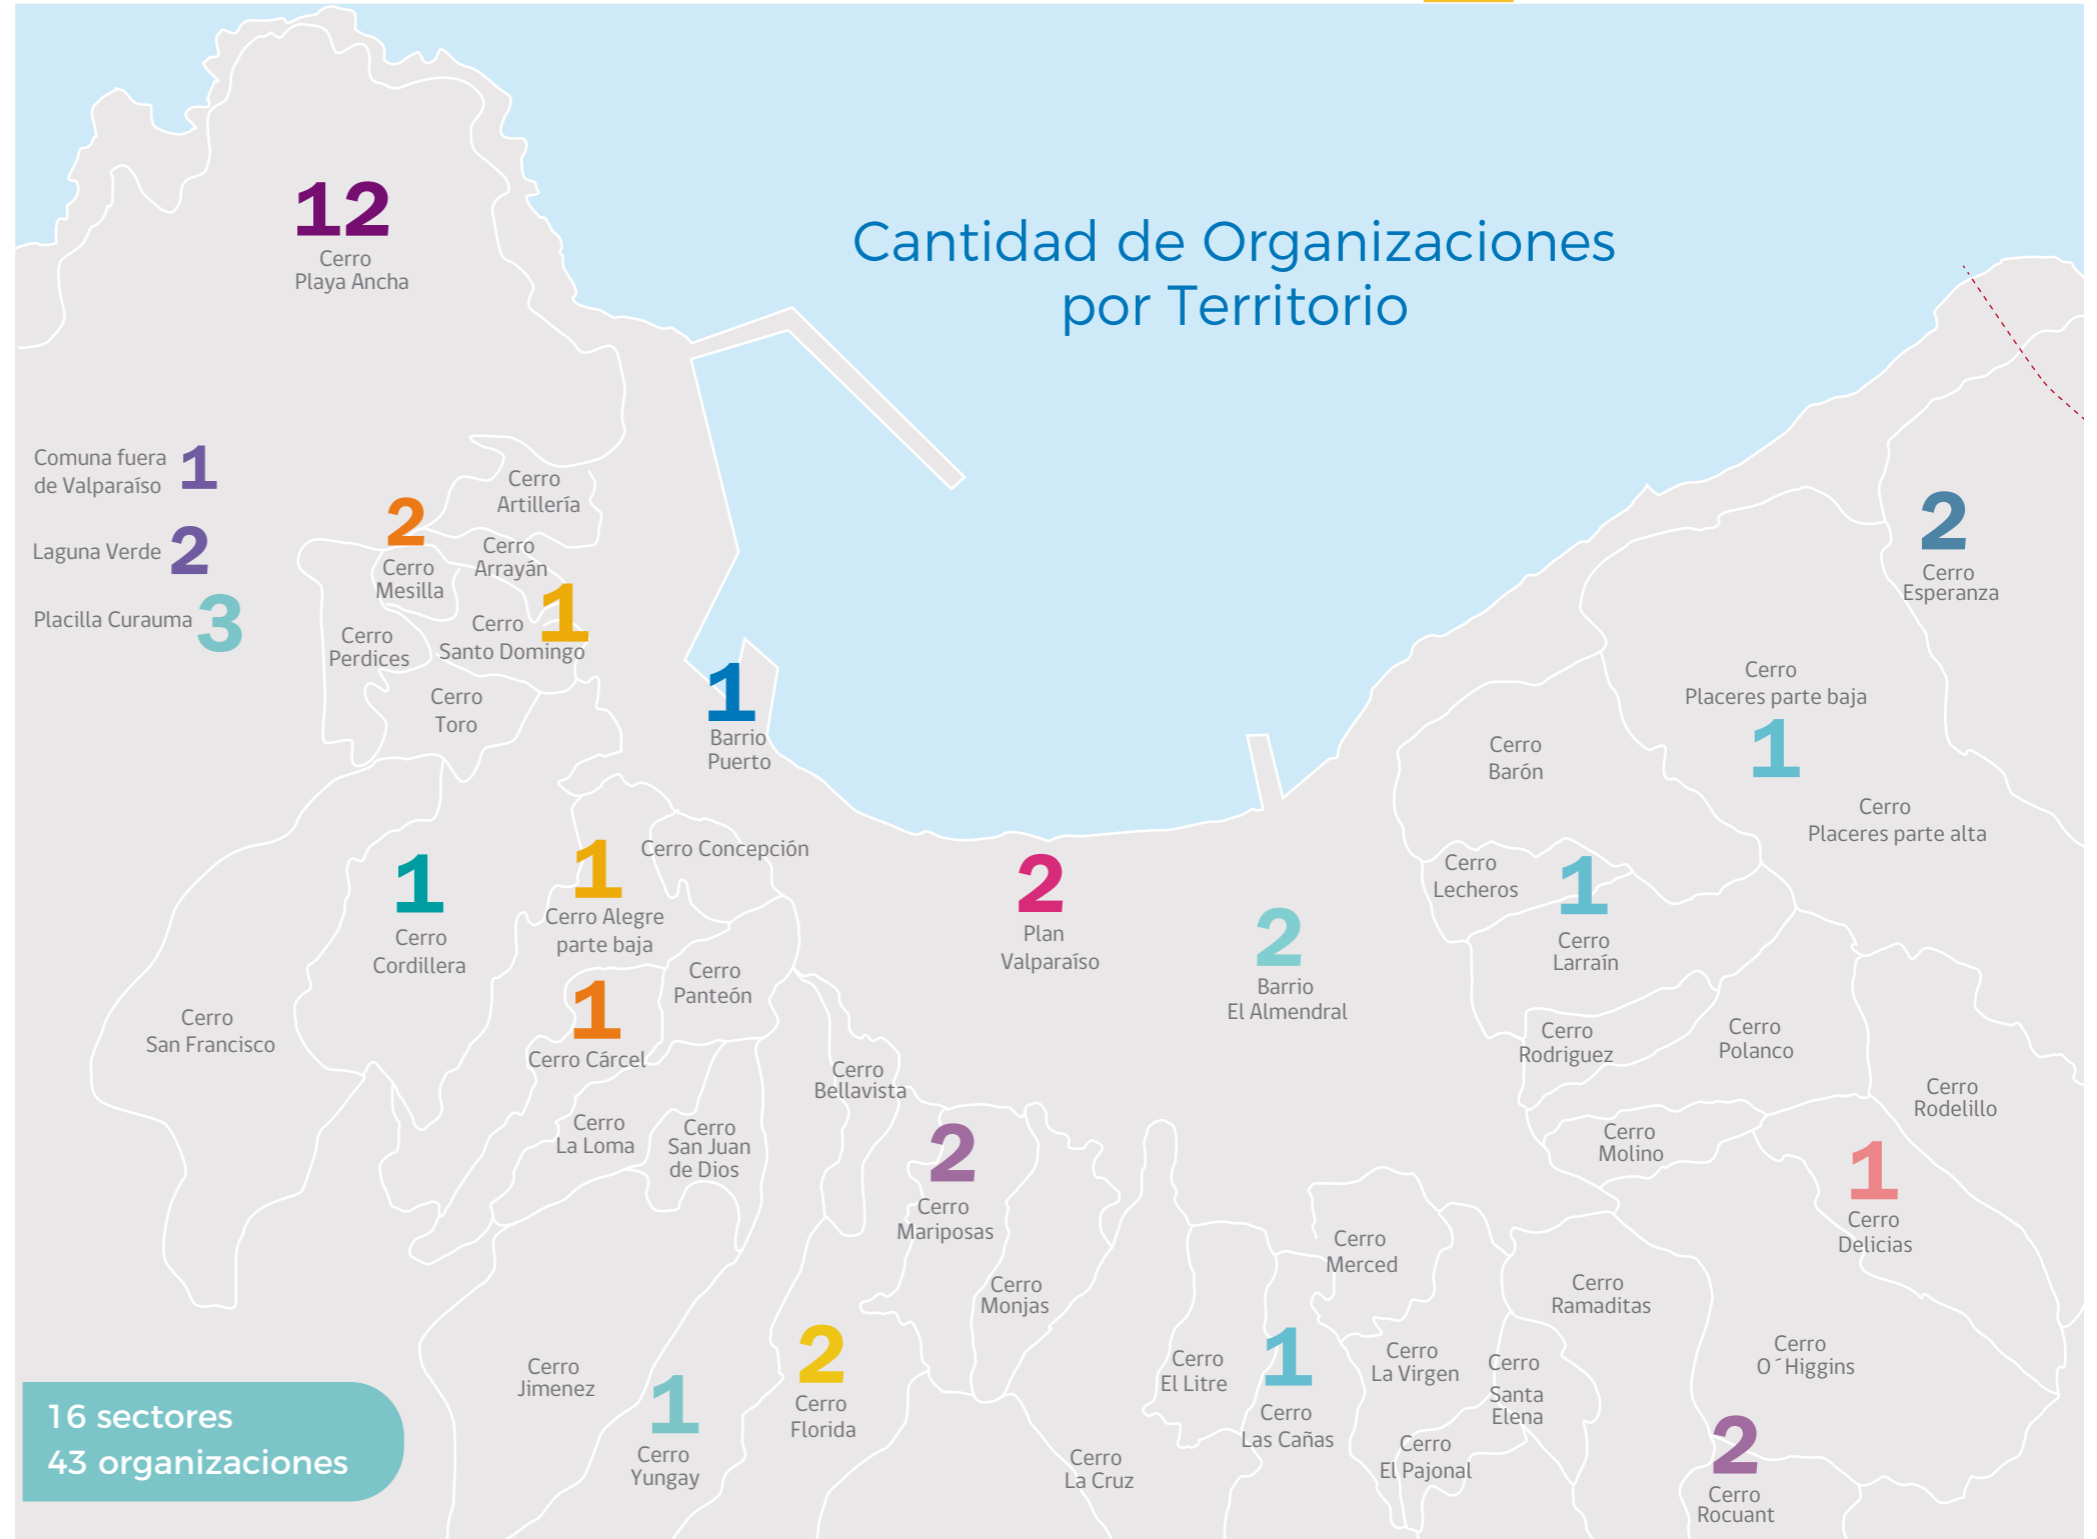 Cantidad de Organizaciones
por Territorio
12
Cerro
Playa Ancha
Comuna fuera
de Valparaíso
1
Laguna Verde
2
Placilla Curauma
3
Cerro
Artillería
2
Cerro
Mesilla
Cerro
Arrayán
1
Cerro
Santo Domingo
Cerro
Perdices
Cerro
Toro
1
Barrio
Puerto
2
Cerro
Esperanza
Cerro
Placeres parte baja
1
Cerro
Placeres parte alta
Cerro
Barón
Cerro
Lecheros
1
Cerro
Larraín
1
Cerro
Cordillera
1
Cerro Alegre
parte baja
Cerro Concepción
2
Plan
Valparaíso
2
Barrio
El Almendral
Cerro
Panteón
1
Cerro Cárcel
Cerro
San Francisco
Cerro
Rodriguez
Cerro
Polanco
Cerro
Rodelillo
Cerro
Bellavista
Cerro
La Loma
Cerro
San Juan
de Dios
2
Cerro
Mariposas
Cerro
Molino
1
Cerro
Delicias
Cerro
Monjas
Cerro
Merced
Cerro
Ramaditas
Cerro
Jimenez
1
Cerro
Yungay
2
Cerro
Florida
Cerro
La Cruz
Cerro
El Litre
1
Cerro
Las Cañas
Cerro
La Virgen
Cerro
Santa
Elena
Cerro
El Pajonal
Cerro
O´Higgins
2
Cerro
Rocuant
16 sectores
43 organizaciones